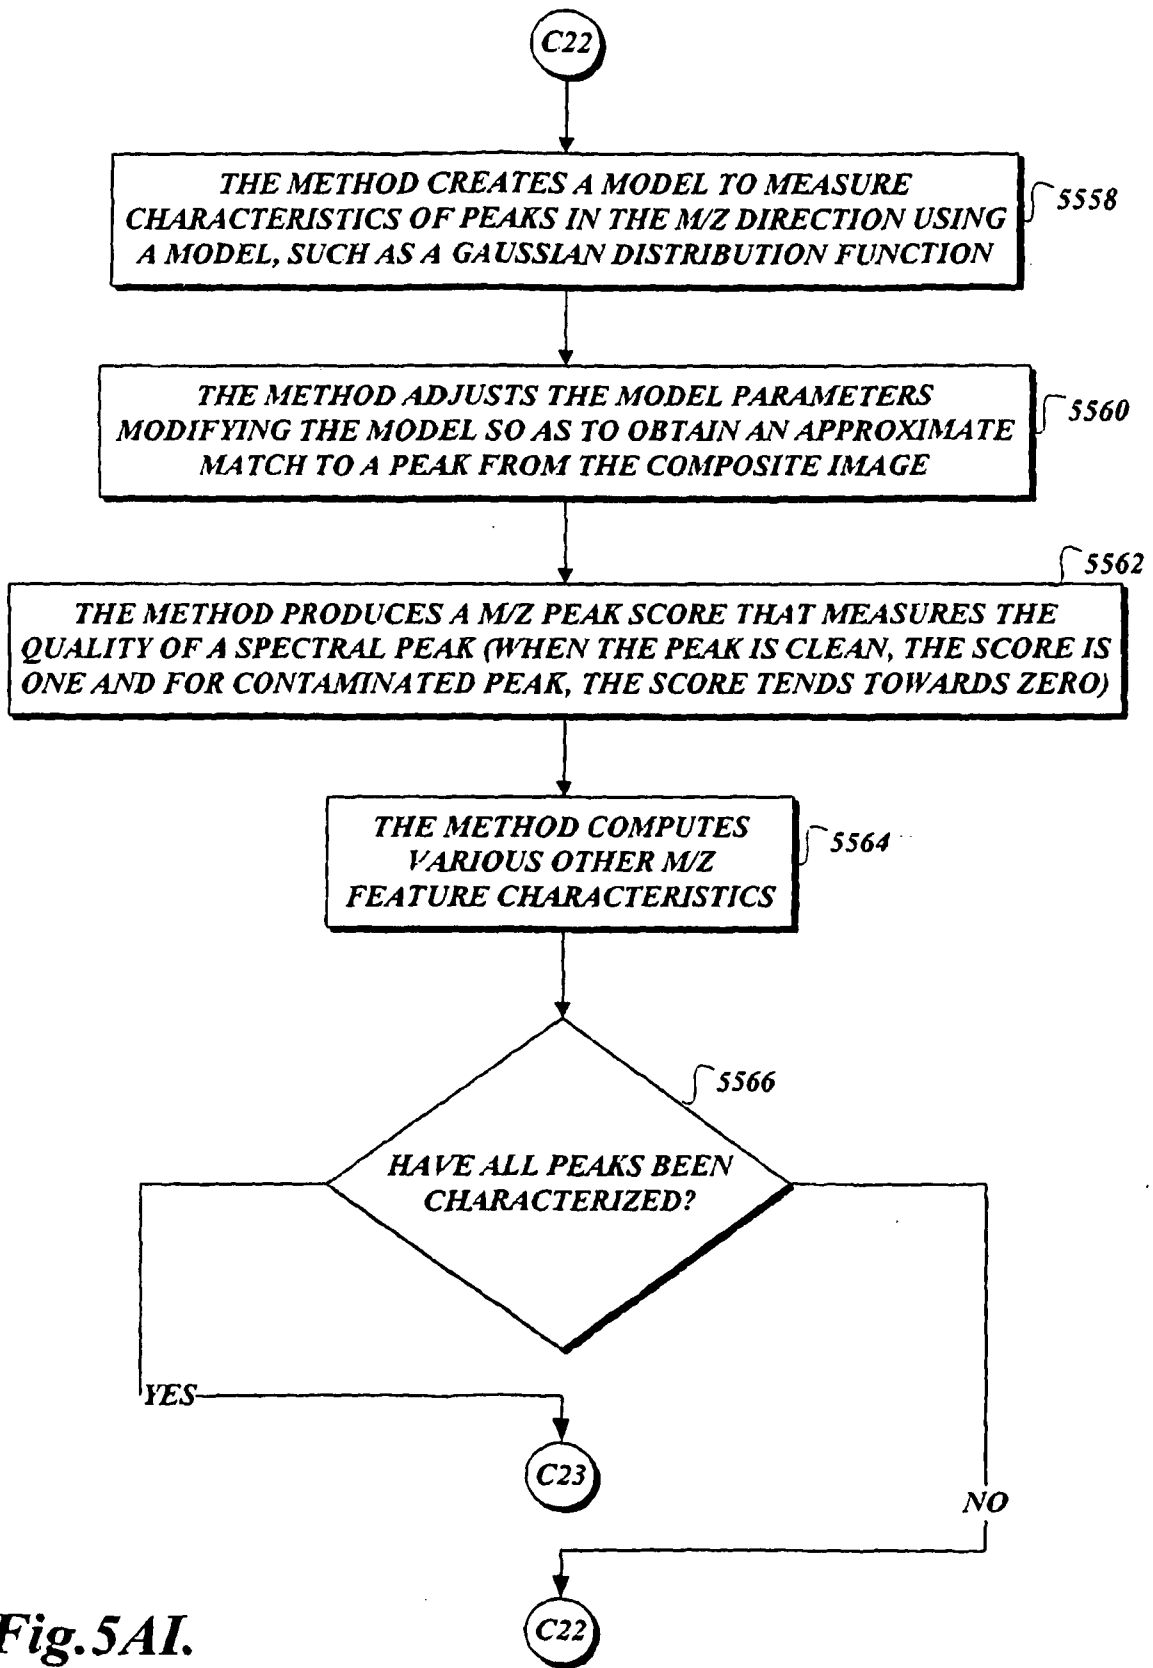 C22
THE METHOD CREATES A MODEL TO MEASURE
CHARACTERISTICS OF PEAKS IN THE M/Z DIRECTION USING
A MODEL, SUCH AS A GAUSSIAN DISTRIBUTION FUNCTION
5558
THE METHOD ADJUSTS THE MODEL PARAMETERS
MODIFYING THE MODEL SO AS TO OBTAIN AN APPROXIMATE
MATCH TO A PEAK FROM THE COMPOSITE IMAGE
5560
5562
THE METHOD PRODUCES A M/Z PEAK SCORE THAT MEASURES THE
QUALITY OF A SPECTRAL PEAK (WHEN THE PEAK IS CLEAN, THE SCORE IS
ONE AND FOR CONTAMINATED PEAK, THE SCORE TENDS TOWARDS ZERO)
THE METHOD COMPUTES
VARIOUS OTHER M/Z
FEATURE CHARACTERISTICS
5564
5566
HAVE ALL PEAKS BEEN
CHARACTERIZED?
YES
C23
NO
C22
Fig.5AI.